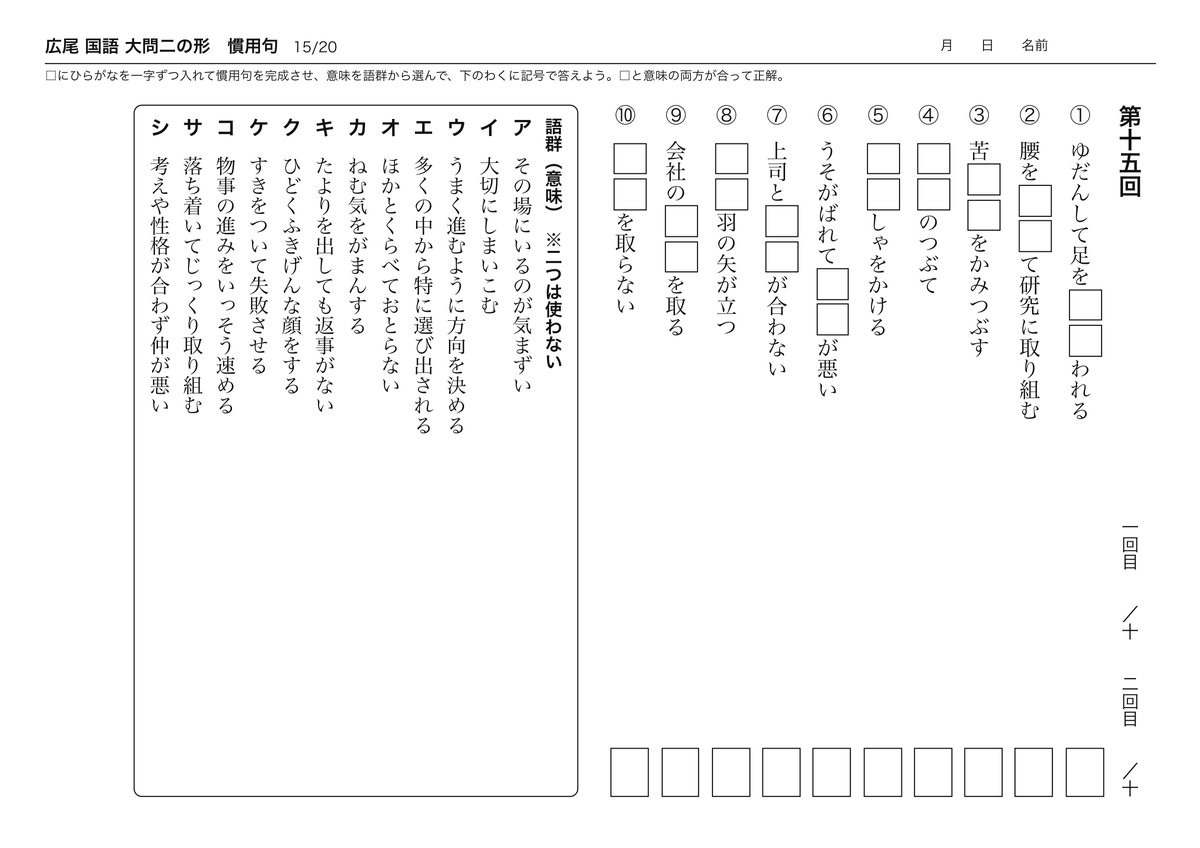 広尾 国語 大問二の形　慣用句　15/20
月　日　名前
□にひらがなを一字ずつ入れて慣用句を完成させ、意味を語群から選んで、下のわくに記号で答えよう。□と意味の両方が合って正解。
第十五回　一回目　／十　二回目　／十
① ゆだんして足を□□われる
② 腰を□□て研究に取り組む
③ 苦□□をかみつぶす
④ □□のつぶて
⑤ □□しゃをかける
⑥ うそがばれて□□が悪い
⑦ 上司と□□が合わない
⑧ □□羽の矢が立つ
⑨ 会社の□□を取る
⑩ □□を取らない
語群（意味）　※二つは使わない
ア　その場にいるのが気まずい
イ　大切にしまいこむ
ウ　うまく進むように方向を決める
エ　多くの中から特に選び出される
オ　ほかとくらべておとらない
カ　ねむ気をがまんする
キ　たよりを出しても返事がない
ク　ひどくふきげんな顔をする
ケ　すきをついて失敗させる
コ　物事の進みをいっそう速める
サ　落ち着いてじっくり取り組む
シ　考えや性格が合わず仲が悪い